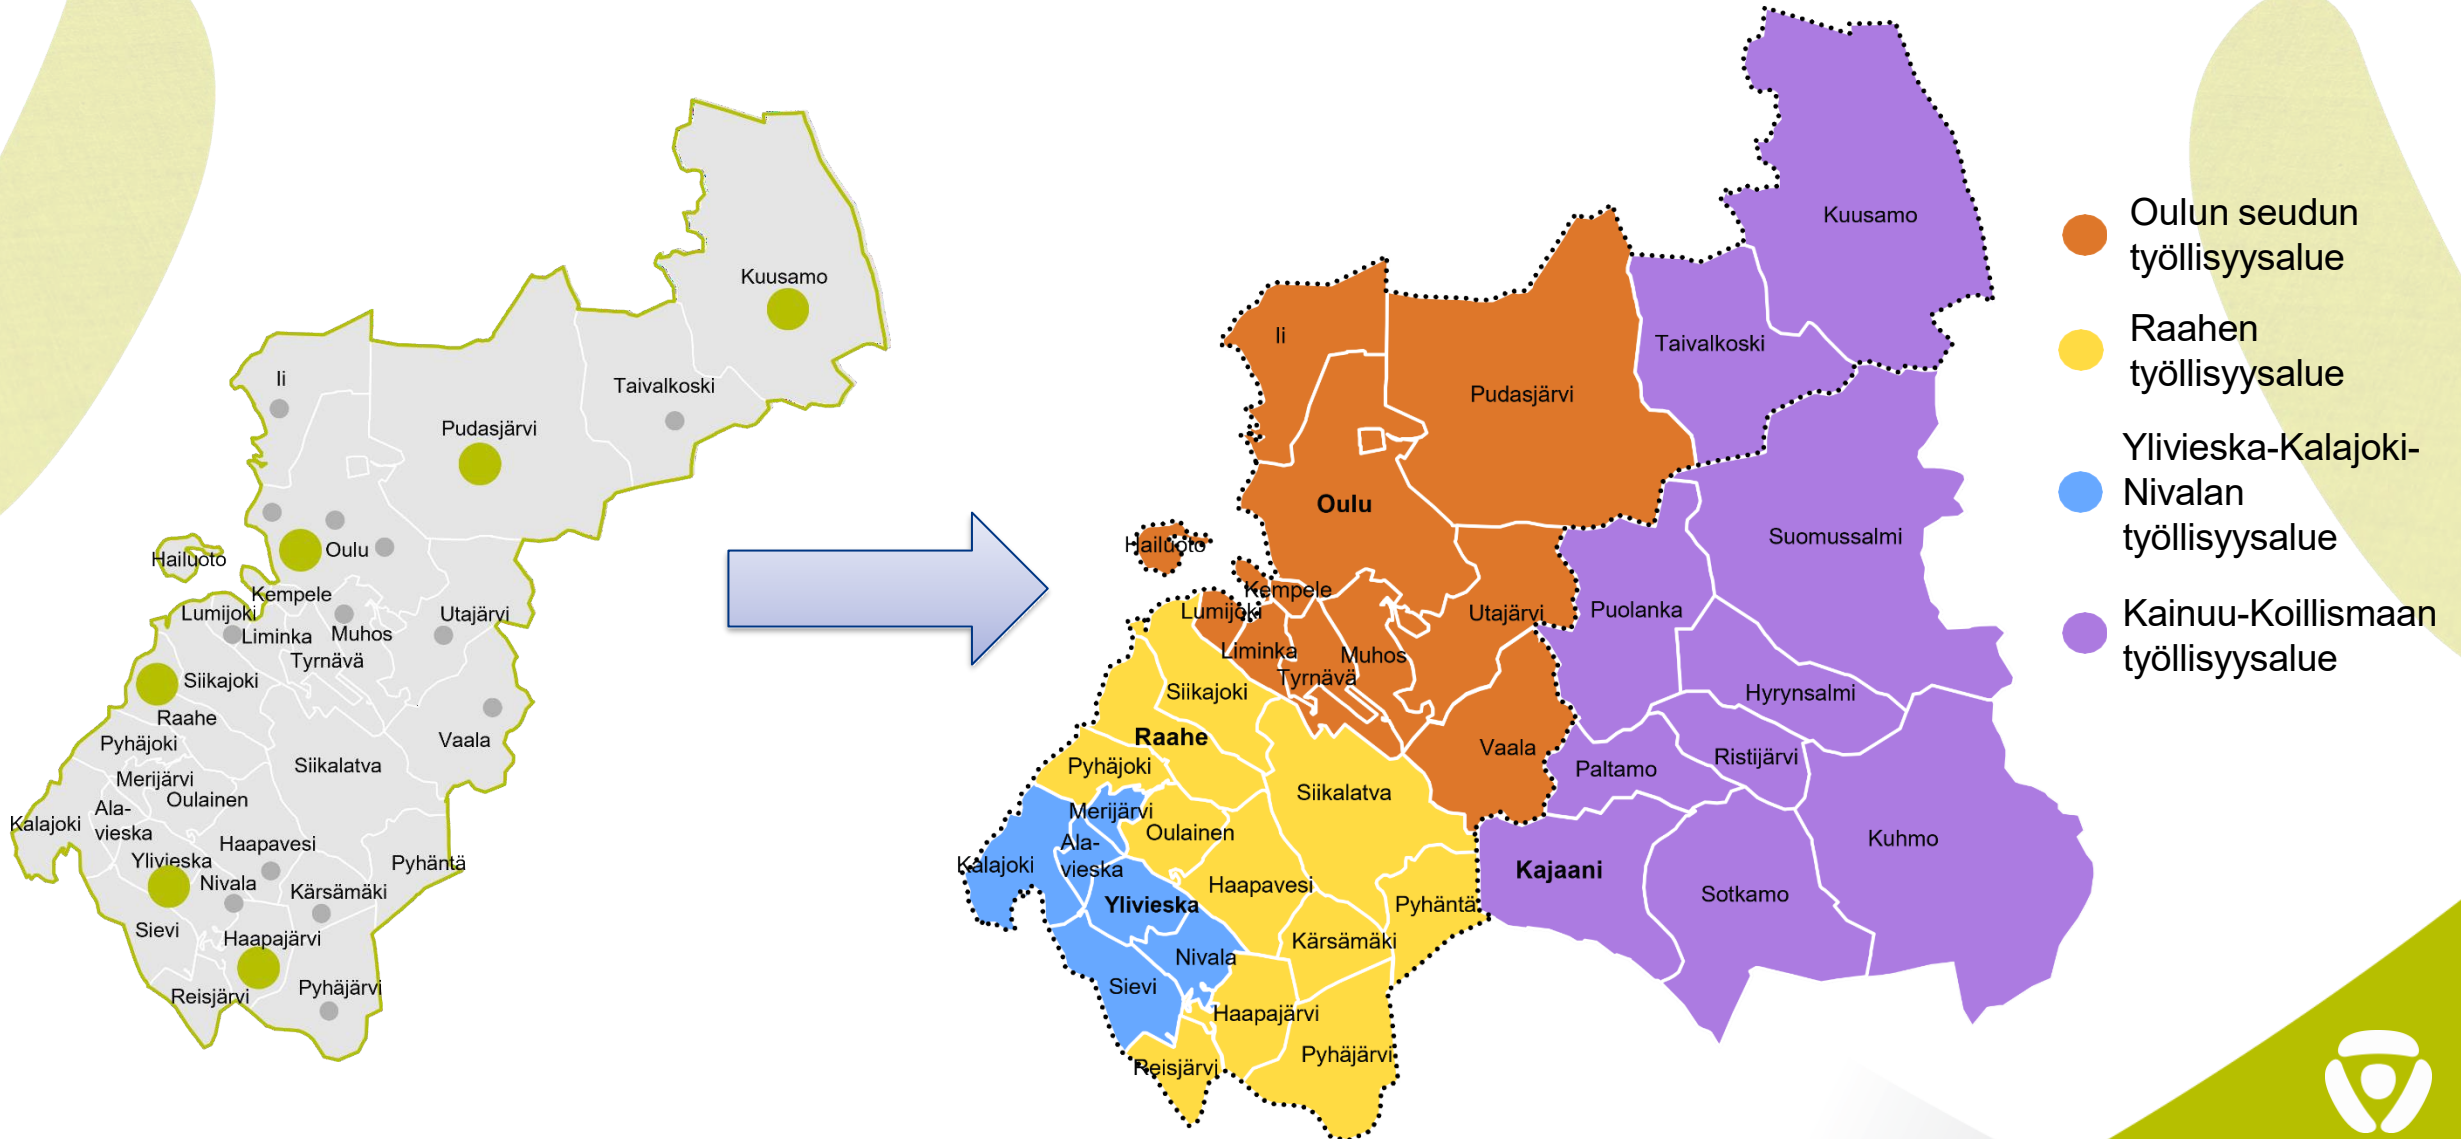 Kuusamo
Taivalkoski
Ii
Pudasjärvi
Oulu
Hailuoto
Kempele
Lumijoki
Utajärvi
Liminka
Muhos
Tyrnävä
Siikajoki
Raahe
Pyhäjoki
Vaala
Siikalatva
Merijärvi
Oulainen
Ala-
vieska
Kalajoki
Haapavesi
Ylivieska
Pyhäntä
Nivala
Kärsämäki
Sievi
Haapajärvi
Reisjärvi
Pyhäjärvi
Kuusamo
Ii
Taivalkoski
Pudasjärvi
Oulu
Suomussalmi
Hailuoto
Kempele
Lumijoki
Utajärvi
Puolanka
Liminka
Muhos
Tyrnävä
Siikajoki
Hyrynsalmi
Raahe
Vaala
Ristijärvi
Pyhäjoki
Paltamo
Siikalatva
Merijärvi
Oulainen
Kuhmo
Ala-
vieska
Kalajoki
Kajaani
Haapavesi
Sotkamo
Ylivieska
Pyhäntä
Kärsämäki
Nivala
Sievi
Haapajärvi
Pyhäjärvi
Reisjärvi
Oulun seudun
työllisyysalue
Raahen
työllisyysalue
Ylivieska-Kalajoki-
Nivalan
työllisyysalue
Kainuu-Koillismaan
työllisyysalue